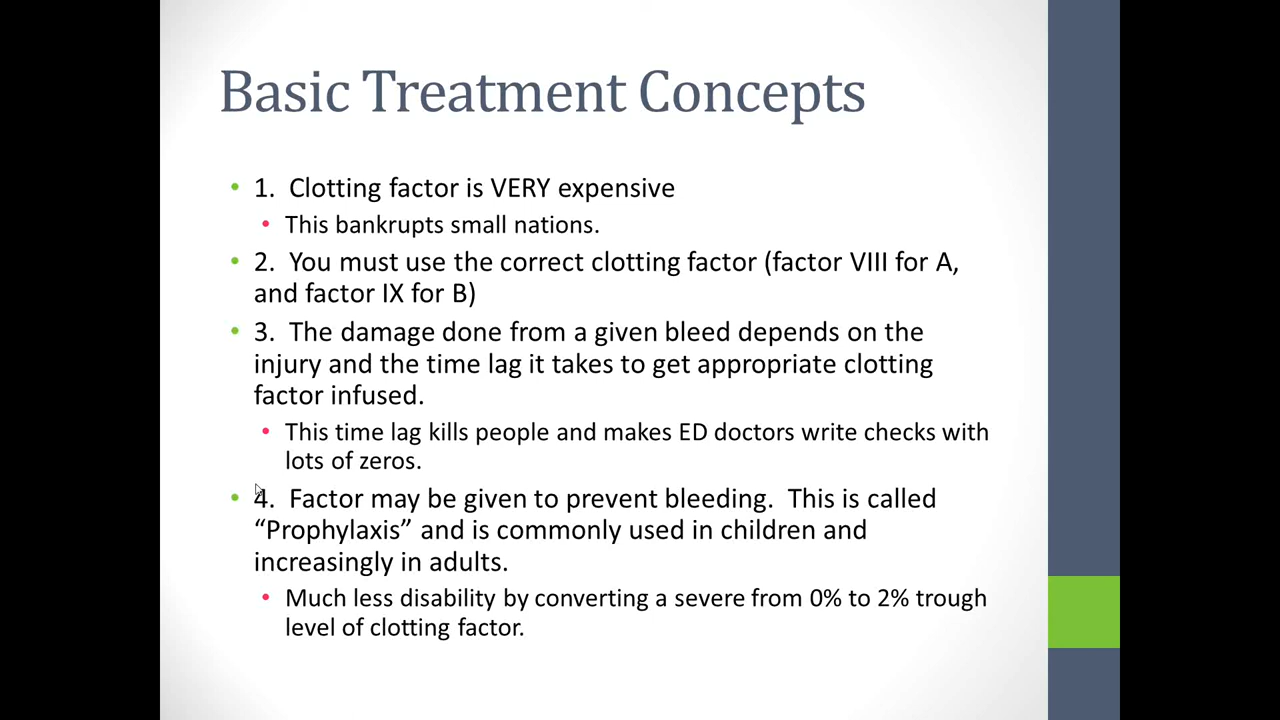 Basic Treatment Concepts
• 1. Clotting factor is VERY expensive
• This bankrupts small nations.
• 2. You must use the correct clotting factor (factor VIII for A,
and factor IX for B)
• 3. The damage done from a given bleed depends on the
injury and the time lag it takes to get appropriate clotting
factor infused.
• This time lag kills people and makes ED doctors write checks with
lots of zeros.
• 4. Factor may be given to prevent bleeding. This is called
“Prophylaxis” and is commonly used in children and
increasingly in adults.
• Much less disability by converting a severe from 0% to 2% trough
level of clotting factor.